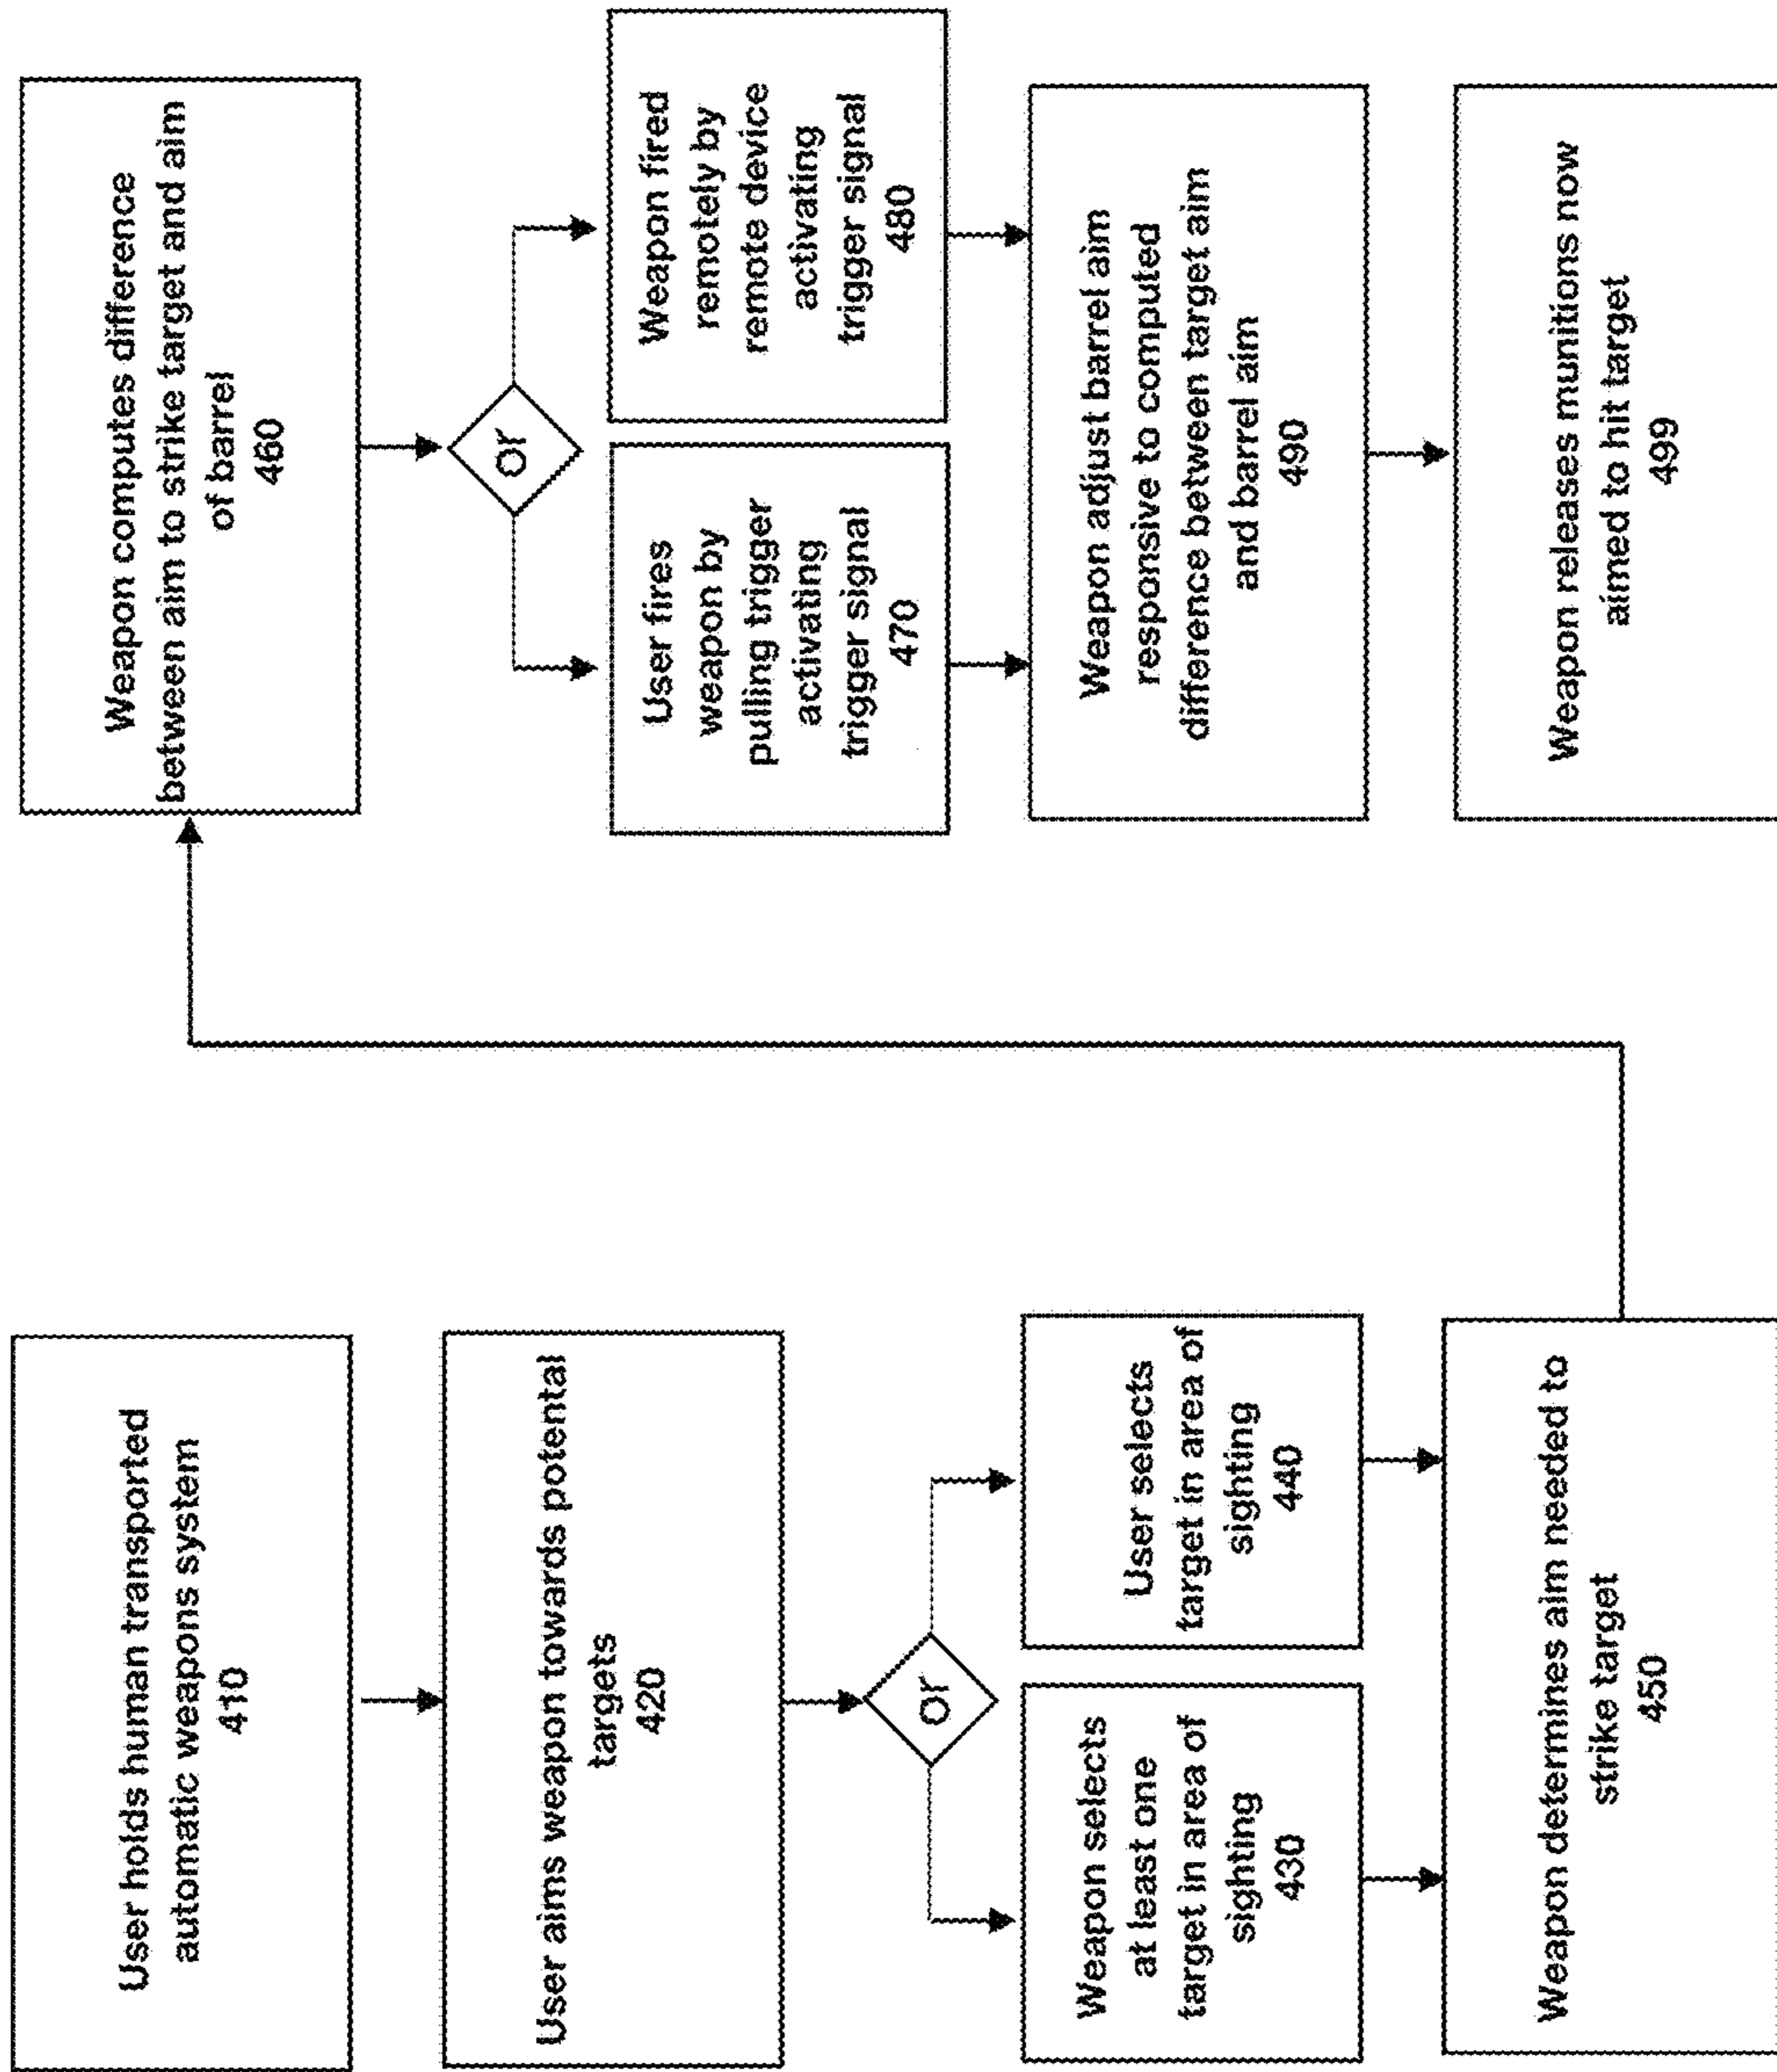 User holds human transported
automatic weapons system
410
User aims weapon towards potential
targets
420
or
Weapon selects
at least one
target in area of
sighting
430
User selects
target in area of
sighting
440
Weapon determines aim needed to
strike target
450
Weapon computes difference
between aim to strike target and aim
of barrel
460
or
User fires
weapon by
pulling trigger
activating
trigger signal
470
Weapon fired
remotely by
remote device
activating
trigger signal
480
Weapon adjust barrel aim
responsive to computed
difference between target aim
and barrel aim
490
Weapon releases munitions now
aimed to hit target
499